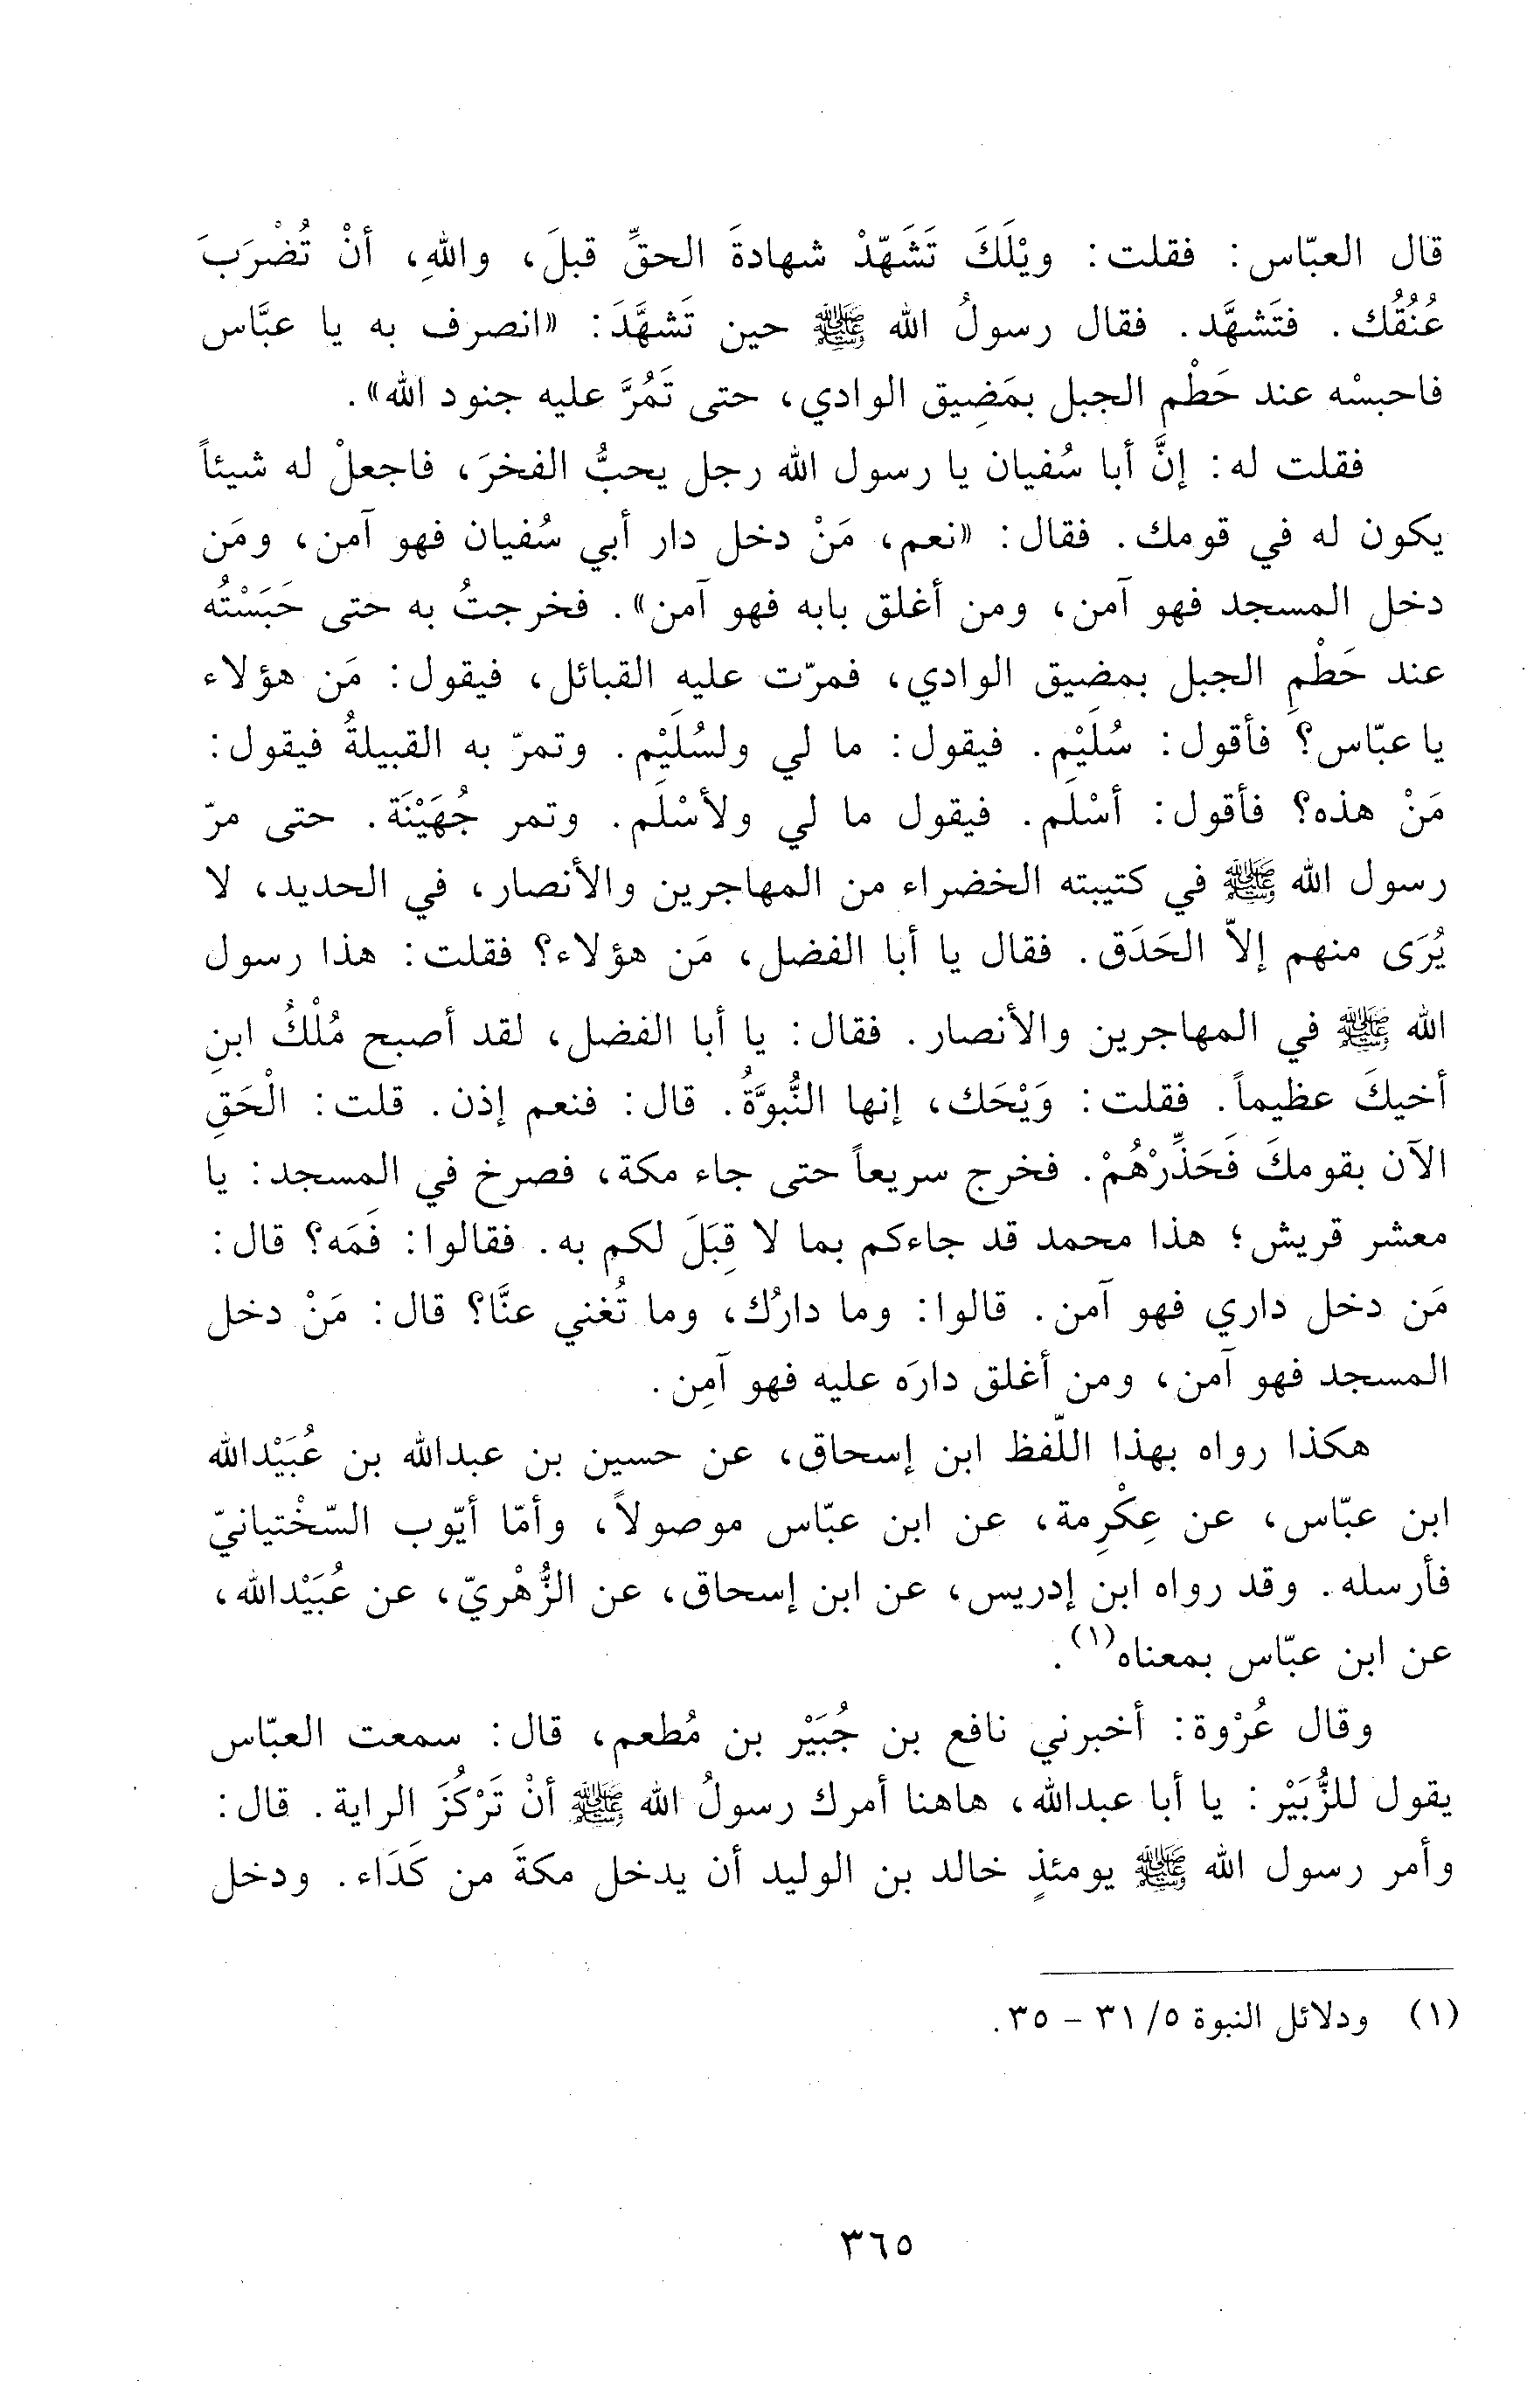 قال العبّاس: فقلت: ويْلَكَ تَشَهّدْ شهادةَ الحقِّ قبلَ، واللهِ، أنْ تُضْرَبَ
عُنُقُك. فتَشهَّد. فقال رسولُ الله ﷺ حين تَشهَّدَ: «انصرف به يا عبَّاس
فاحبسْه عند حَطْمِ الجبل بمَضِيق الوادي، حتى تَمُرَّ عليه جنود الله».
فقلت له: إنَّ أبا سُفيان يا رسول الله رجل يحبُّ الفخرَ، فاجعلْ له شيئاً
يكون له في قومك. فقال: «نعم، مَنْ دخل دار أبي سُفيان فهو آمن، ومَن
دخل المسجد فهو آمن، ومن أغلق بابه فهو آمن». فخرجتُ به حتى حَبَسْتُه
عند حَطْمِ الجبل بمضيق الوادي، فمرّت عليه القبائل، فيقول: مَن هؤلاء
يا عبّاس؟ فأقول: سُلَيْم. فيقول: ما لي ولسُلَيْم. وتمرّ به القبيلةُ فيقول:
مَنْ هذه؟ فأقول: أسْلَم. فيقول ما لي ولأسْلَم. وتمر جُهَيْنَة. حتى مرّ
رسول الله ﷺ في كتيبته الخضراء من المهاجرين والأنصار، في الحديد، لا
يُرَى منهم إلاّ الحَدَق. فقال يا أبا الفضل، مَن هؤلاء؟ فقلت: هذا رسول
الله ﷺ في المهاجرين والأنصار. فقال: يا أبا الفضل، لقد أصبح مُلْكُ ابنِ
أخيكَ عظيماً. فقلت: وَيْحَك، إنها النُّبوَّةُ. قال: فنعم إذن. قلت: الْحَقِ
الآن بقومكَ فَحَذِّرْهُمْ. فخرج سريعاً حتى جاء مكة، فصرخ في المسجد: يا
معشر قريش؛ هذا محمد قد جاءكم بما لا قِبَلَ لكم به. فقالوا: فَمَه؟ قال:
مَن دخل داري فهو آمن. قالوا: وما دارُك، وما تُغني عنَّا؟ قال: مَنْ دخل
المسجد فهو آمن، ومن أغلق دارَه عليه فهو آمِن.
هكذا رواه بهذا اللّفظ ابن إسحاق، عن حسين بن عبدالله بن عُبَيْدالله
ابن عبّاس، عن عِكْرِمة، عن ابن عبّاس موصولاً، وأمّا أيّوب السّخْتيانيّ
فأرسله. وقد رواه ابن إدريس، عن ابن إسحاق، عن الزُّهْريّ، عن عُبَيْدالله،
عن ابن عبّاس بمعناه(١).
وقال عُرْوة: أخبرني نافع بن جُبَيْر بن مُطعم، قال: سمعت العبّاس
يقول للزُّبَيْر: يا أبا عبدالله، هاهنا أمرك رسولُ الله ﷺ أنْ تَرْكُزَ الراية. قال:
وأمر رسول الله ﷺ يومئذٍ خالد بن الوليد أن يدخل مكةَ من كَدَاء. ودخل
(١) ودلائل النبوة ٥/ ٣١ - ٣٥.
٣٦٥